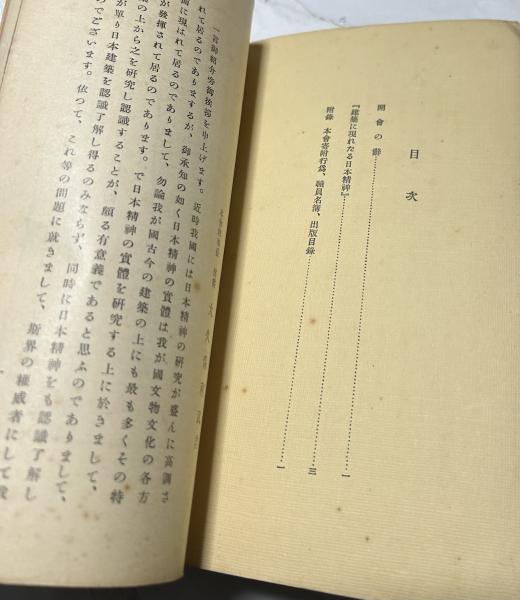 目次
開會の辭……………………………一
『建築に現れたる日本精神』……………………………三
附錄 本會寄附行爲、職員名簿、出版目錄……………………………一
一言御紹介旁御挨拶を申上げます。近時我國には日本精神の硏究が盛んに高調さ
れて居るのでありますが、御承知の如く日本精神の實體は我が國文物文化の各方
面に現はれて居るのでありまして、勿論我が國古今の建築の上にも最も多くその特
が發揮されて居るのであります。で日本精神の實體を硏究する上に於きまして、
築の上から之を硏究し認識することが、頗る有意義であると思ふのでありまして、
が單り日本建築を認識了解し得るのみならず、同時に日本精神をも認識了解し
のでございます。依つて、これ等の問題に就きまして、斯界の權威者にして我